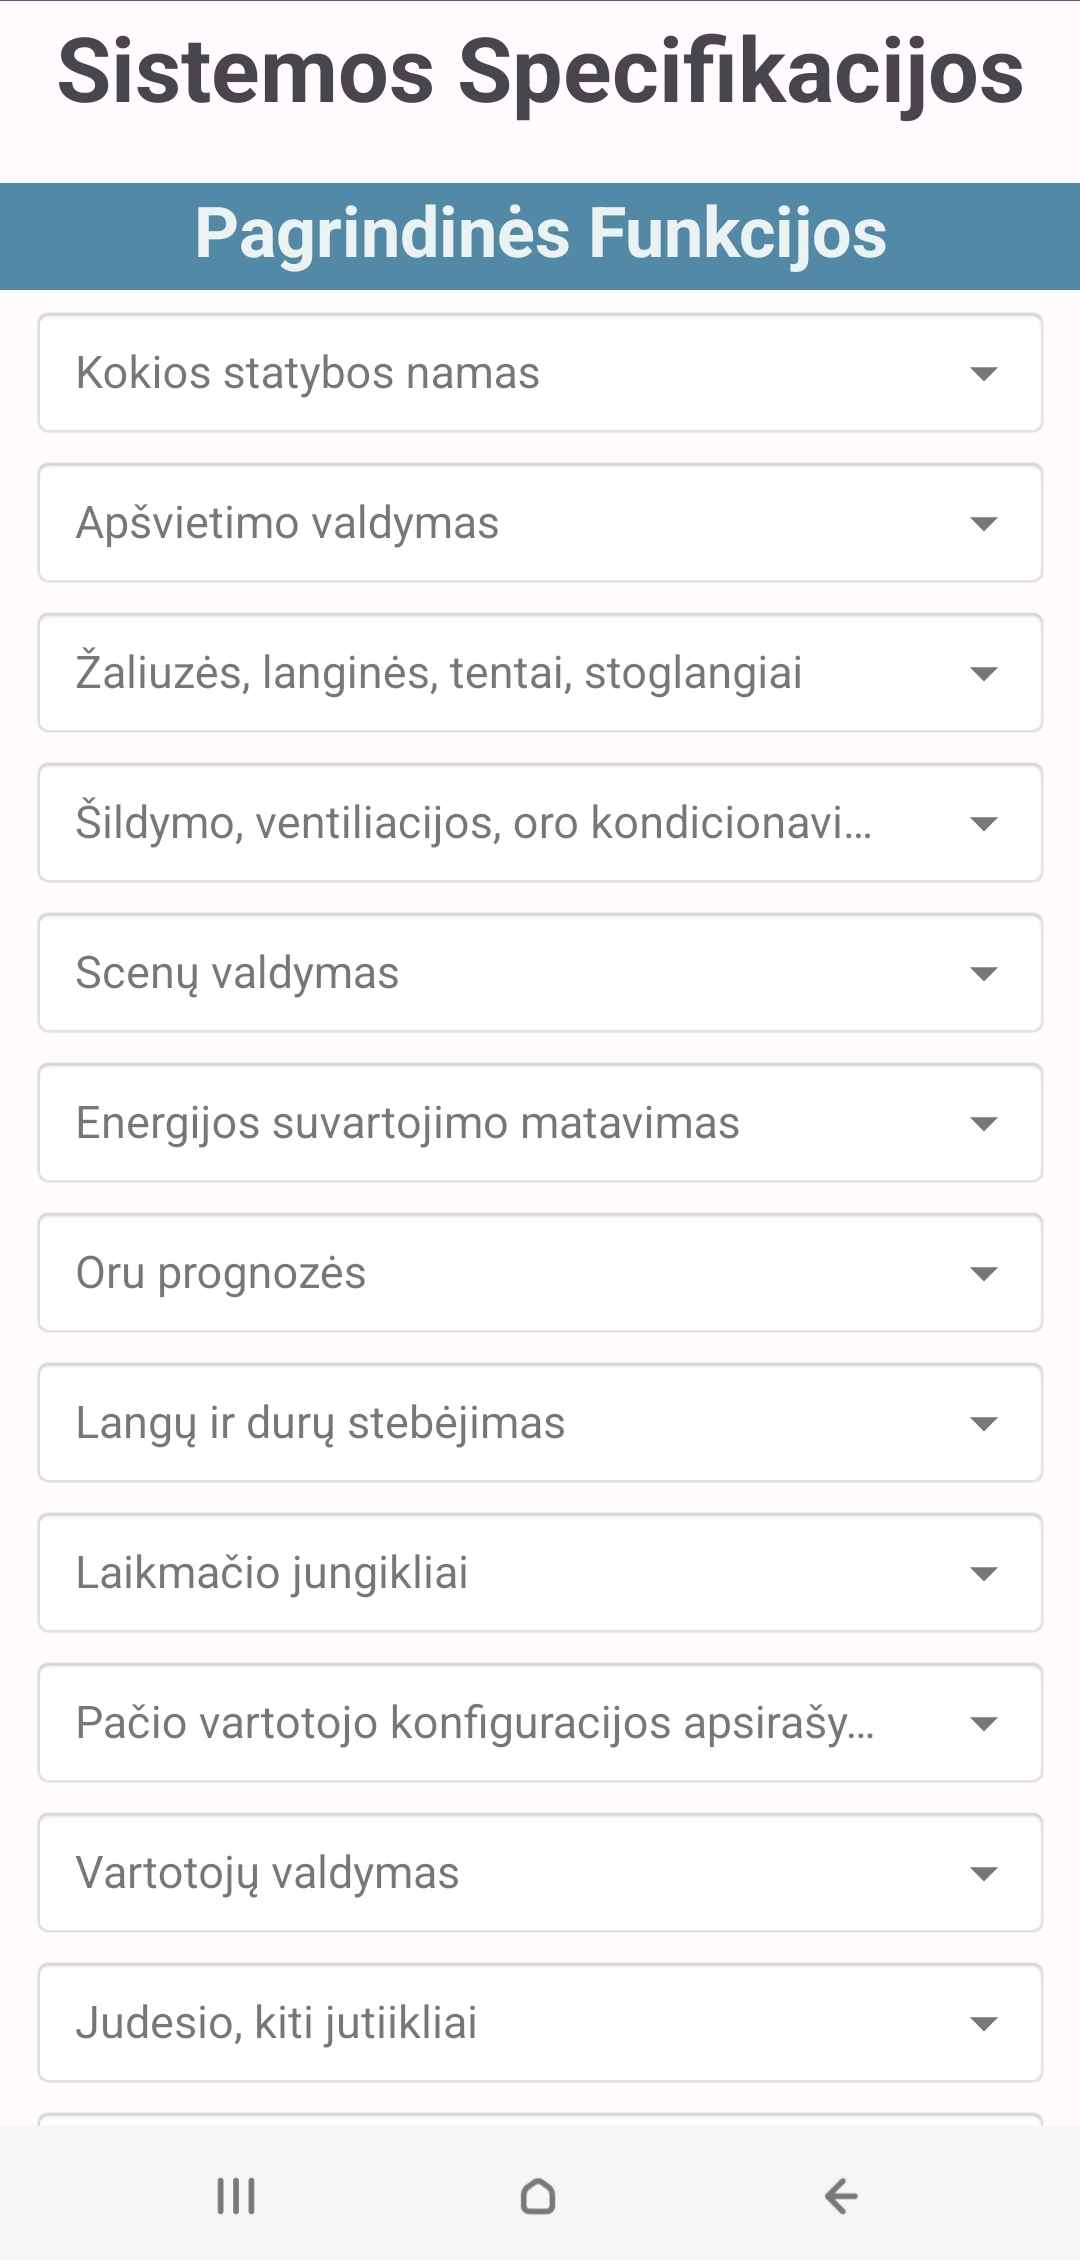 Sistemos Specifikacijos
Pagrindinės Funkcijos
Kokios statybos namas
Apšvietimo valdymas
Žaliuzės, langinės, tentai, stoglangiai
Šildymo, ventiliacijos, oro kondicionavi...
Scenų valdymas
Energijos suvartojimo matavimas
Oru prognozės
Langų ir durų stebėjimas
Laikmačio jungikliai
Pačio vartotojo konfiguracijos apsirašy...
Vartotojų valdymas
Judesio, kiti jutiikliai